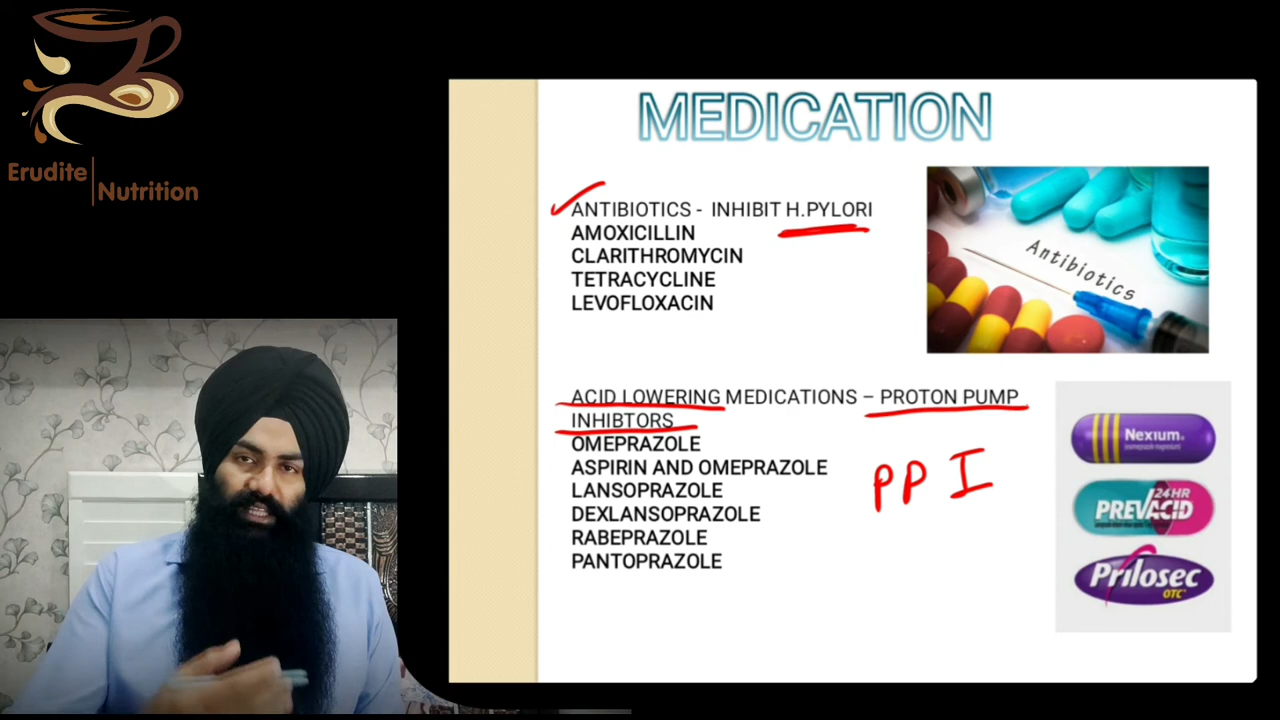 Erudite
Nutrition
MEDICATION
ANTIBIOTICS - INHIBIT H.PYLORI
AMOXICILLIN
CLARITHROMYCIN
TETRACYCLINE
LEVOFLOXACIN
Antibiotics
ACID LOWERING MEDICATIONS – PROTON PUMP
INHIBTORS
OMEPRAZOLE
ASPIRIN AND OMEPRAZOLE
LANSOPRAZOLE
DEXLANSOPRAZOLE
RABEPRAZOLE
PANTOPRAZOLE
PPI
Nexium
24HR
PREVACID
Prilosec
OTC